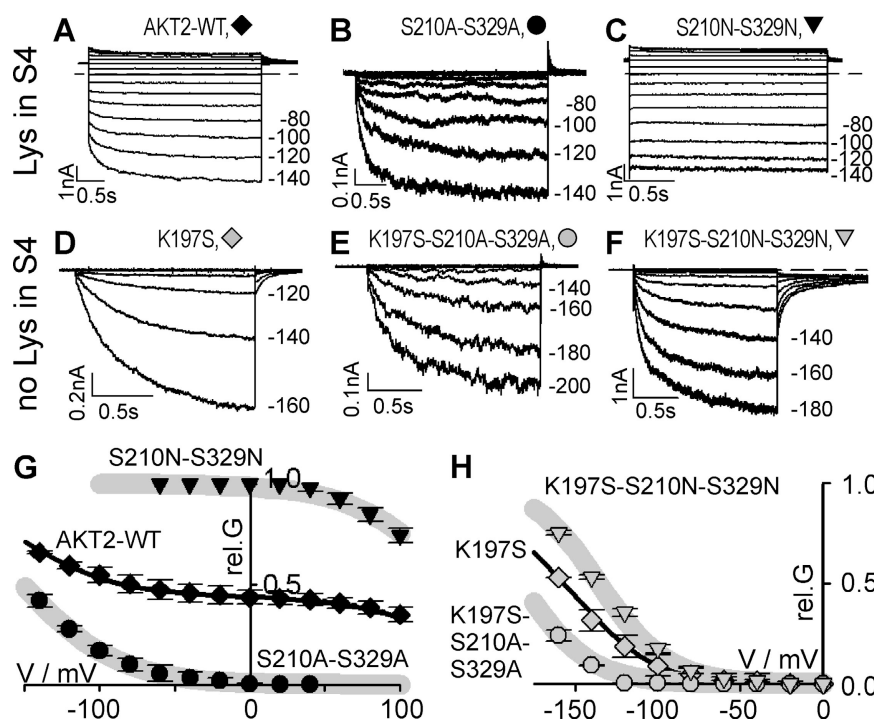 Lys in S4
A AKT2-WT,
-80
-100
-120
-140
1nA
0.5s
B S210A-S329A,
-80
-100
-120
-140
0.1nA
0.5s
C S210N-S329N,
-80
-100
-120
-140
1nA
0.5s
no Lys in S4
D K197S,
-120
-140
-160
0.2nA
0.5s
E K197S-S210A-S329A,
-140
-160
-180
-200
0.1nA
0.5s
F K197S-S210N-S329N,
-140
-160
-180
1nA
0.5s
G
S210N-S329N
1.0
AKT2-WT
rel.G
0.5
S210A-S329A
V / mV
-100 0 100
H
K197S-S210N-S329N
1.0
K197S
rel.G
0.5
K197S-
S210A-
S329A
V / mV
0.0
-150 -100 -50 0